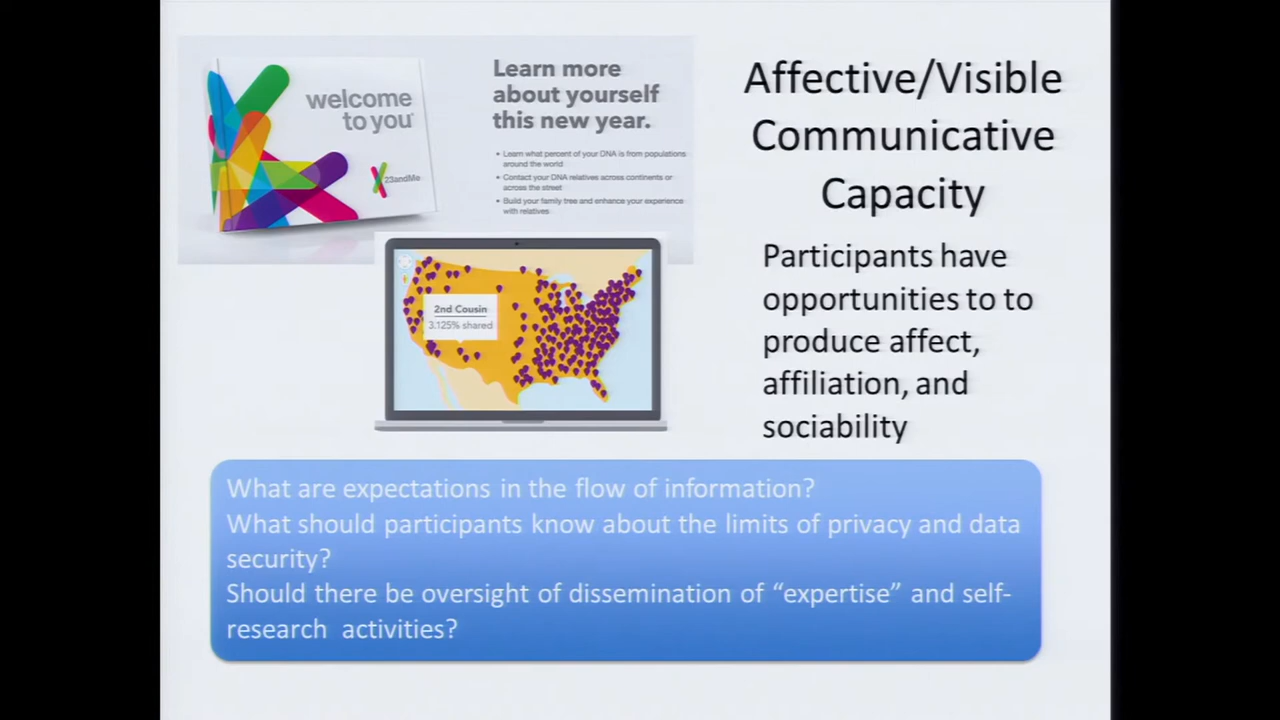 welcome
to you
23andMe
Learn more
about yourself
this new year.
• Learn what percent of your DNA is from populations
around the world
• Contact your DNA relatives across continents or
across the street
• Build your family tree and enhance your experience
with relatives
2nd Cousin
3.125% shared
Affective/Visible
Communicative
Capacity
Participants have
opportunities to to
produce affect,
affiliation, and
sociability
What are expectations in the flow of information?
What should participants know about the limits of privacy and data
security?
Should there be oversight of dissemination of “expertise” and self-
research activities?